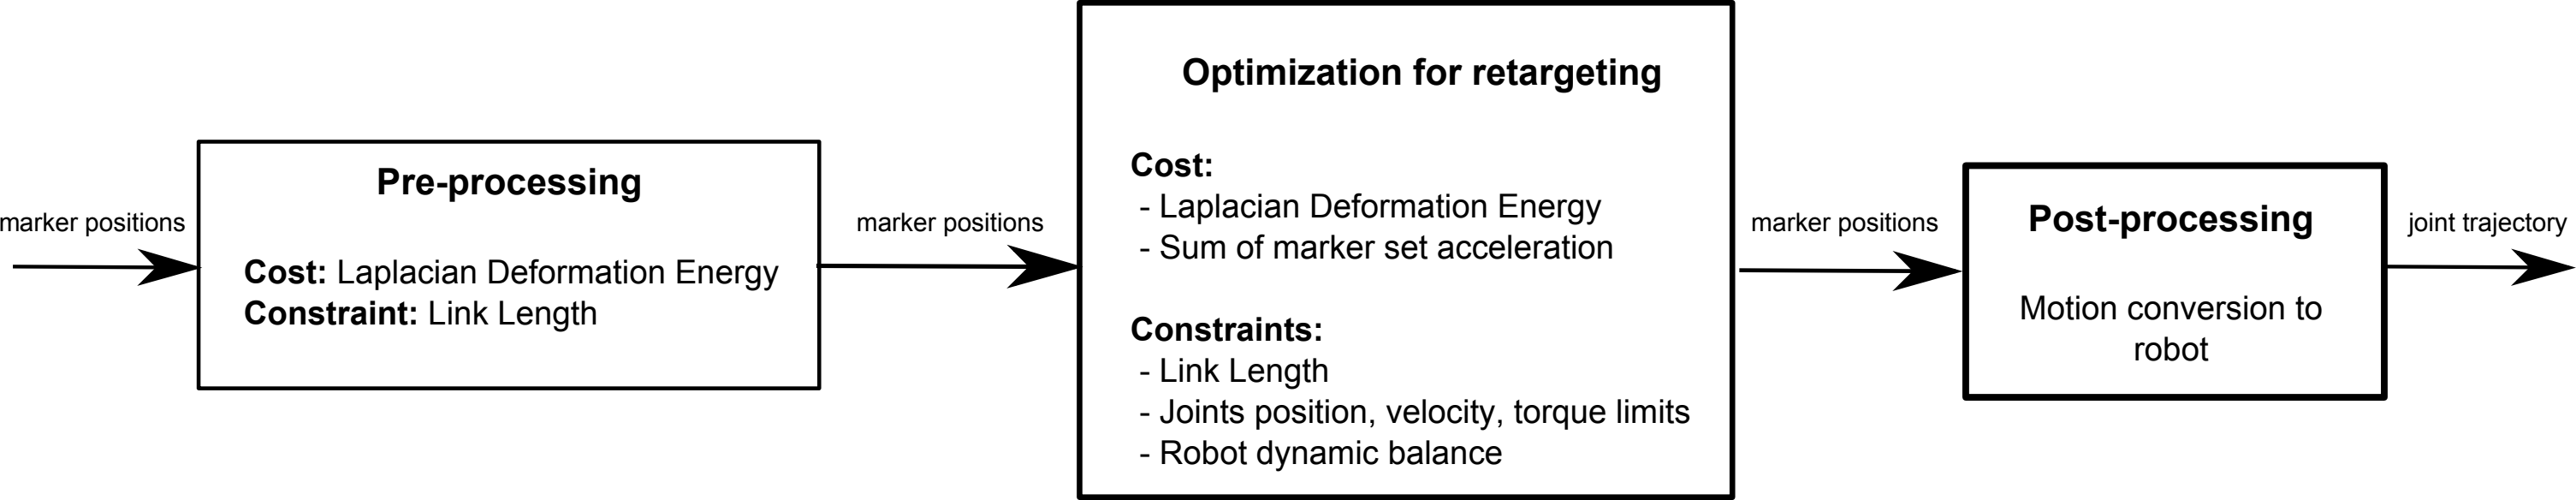 marker positions
Pre-processing
Cost: Laplacian Deformation Energy
Constraint: Link Length
marker positions
Optimization for retargeting
Cost:
- Laplacian Deformation Energy
- Sum of marker set acceleration
Constraints:
- Link Length
- Joints position, velocity, torque limits
- Robot dynamic balance
marker positions
Post-processing
Motion conversion to
robot
joint trajectory